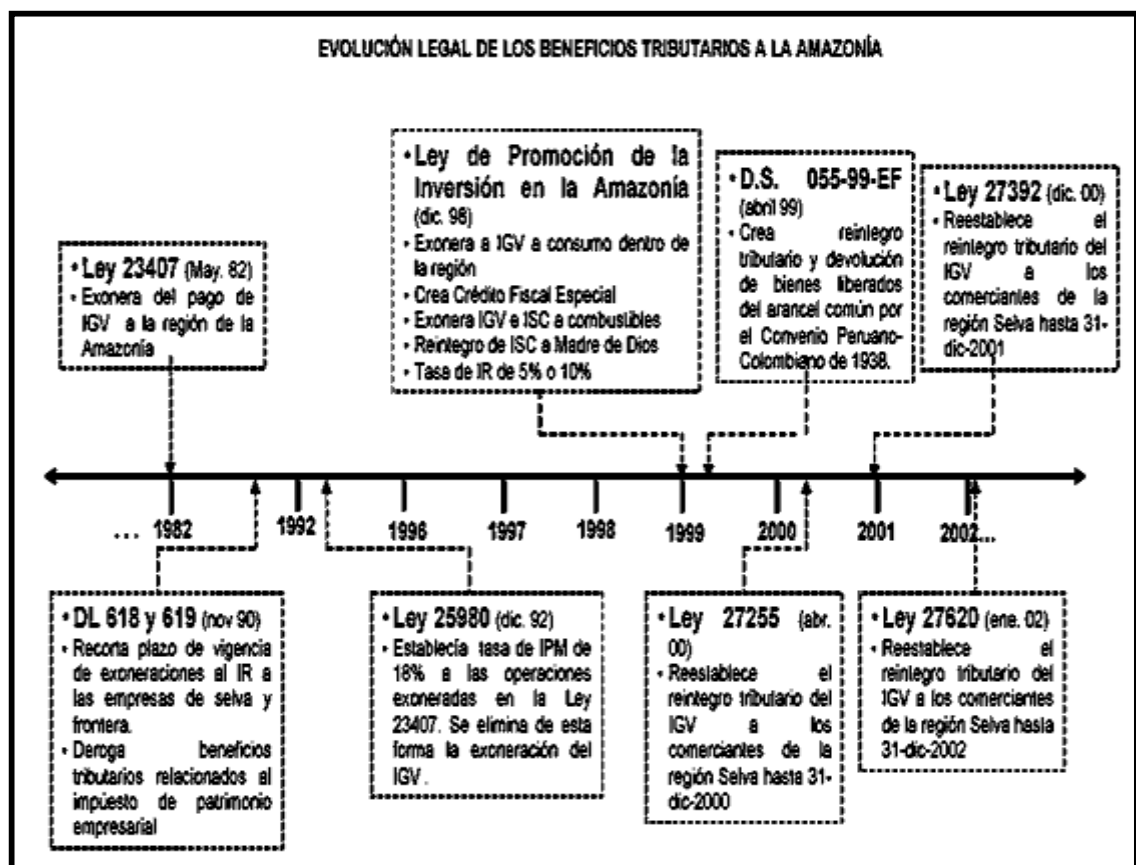 EVOLUCIÓN LEGAL DE LOS BENEFICIOS TRIBUTARIOS A LA AMAZONÍA
• Ley 23407 (May. 82)
• Exonera del pago de
IGV a la región de la
Amazonía
• Ley de Promoción de la
Inversión en la Amazonía
(dic. 98)
• Exonera a IGV a consumo dentro de
la región
• Crea Crédito Fiscal Especial
• Exonera IGV e ISC a combustibles
• Reintegro de ISC a Madre de Dios
• Tasa de IR de 5% o 10%
• D.S. 055-99-EF
(abril 99)
• Crea reintegro
tributario y devolución
de bienes liberados
del arancel común por
el Convenio Peruano-
Colombiano de 1938.
• Ley 27392 (dic. 00)
• Reestablece el
reintegro tributario del
IGV a los
comerciantes de la
región Selva hasta 31-
dic-2001
... 1982 1992 1996 1997 1998 1999 2000 2001 2002...
• DL 618 y 619 (nov 90)
• Recorta plazo de vigencia
de exoneraciones al IR a
las empresas de selva y
frontera.
• Deroga beneficios
tributarios relacionados al
impuesto de patrimonio
empresarial
• Ley 25980 (dic. 92)
• Establecía tasa de IPM de
18% a las operaciones
exoneradas en la Ley
23407. Se elimina de esta
forma la exoneración del
IGV .
• Ley 27255 (abr.
00)
• Reestablece el
reintegro tributario del
IGV a los
comerciantes de la
región Selva hasta 31-
dic-2000
• Ley 27620 (ene. 02)
• Reestablece el
reintegro tributario del
IGV a los comerciantes
de la región Selva hasta
31-dic-2002